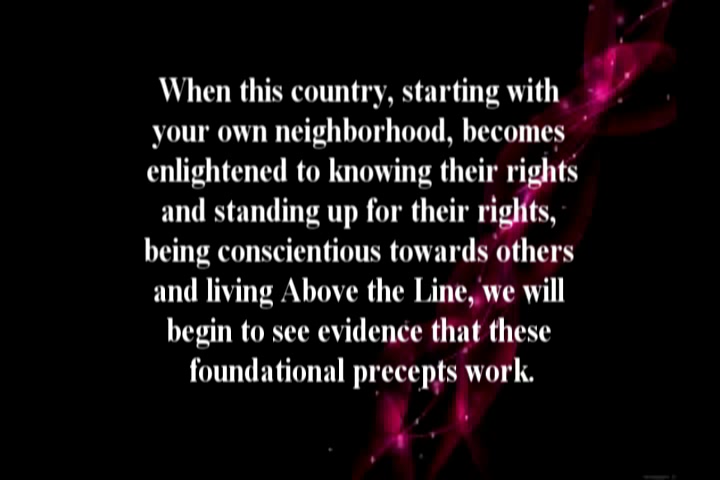 When this country, starting with
your own neighborhood, becomes
enlightened to knowing their rights
and standing up for their rights,
being conscientious towards others
and living Above the Line, we will
begin to see evidence that these
foundational precepts work.